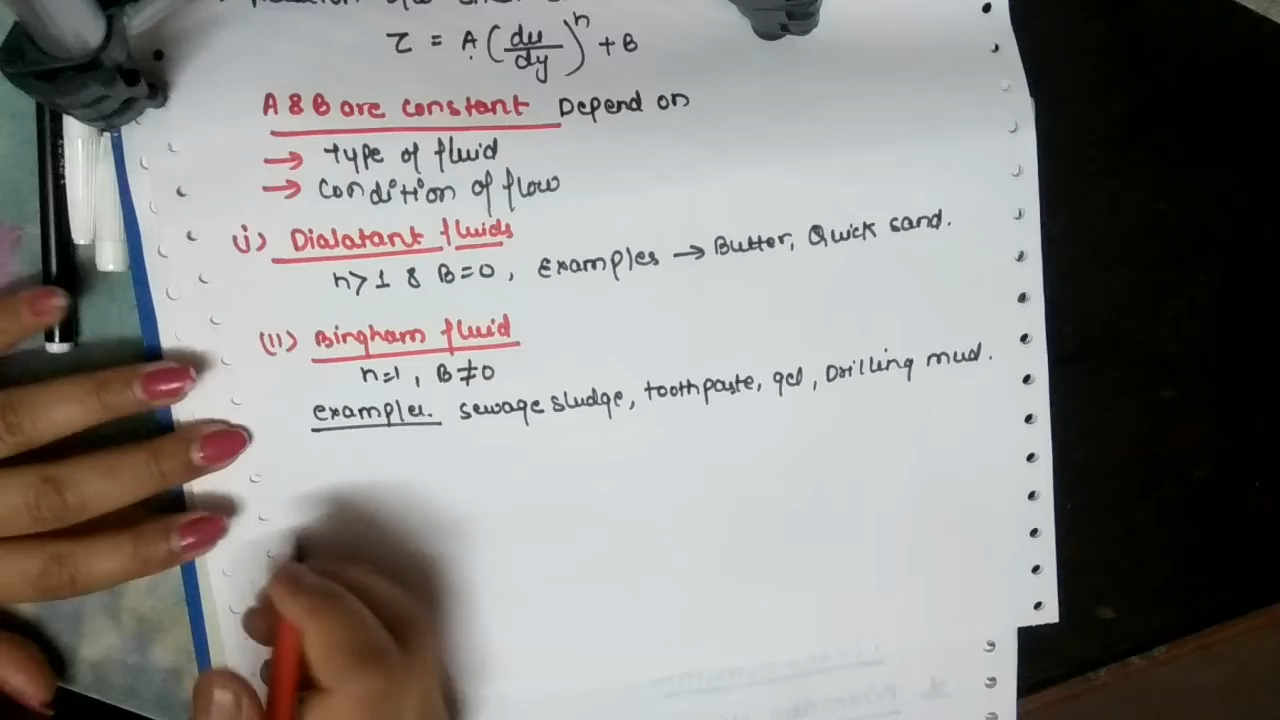 τ = A (du/dy)^n + B
A & B are constant Depend on
→ type of fluid
→ condition of flow
(i) Dialatant fluids
n>1 & B=0, Examples → Butter, Quick sand.
(ii) Bingham fluid
n=1, B≠0
examples. sewage sludge, toothpaste, gel, Drilling mud.